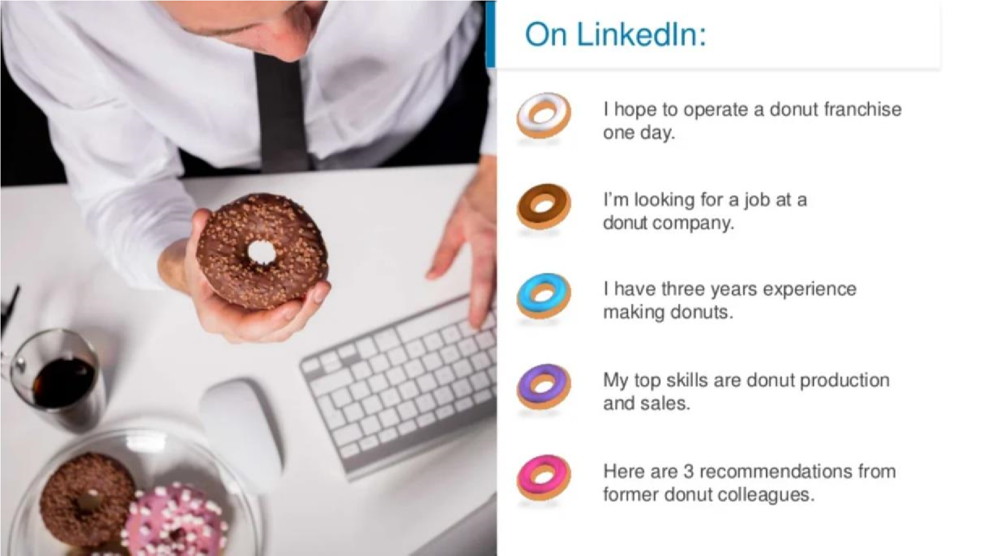 On LinkedIn:
I hope to operate a donut franchise
one day.
I'm looking for a job at a
donut company.
I have three years experience
making donuts.
My top skills are donut production
and sales.
Here are 3 recommendations from
former donut colleagues.